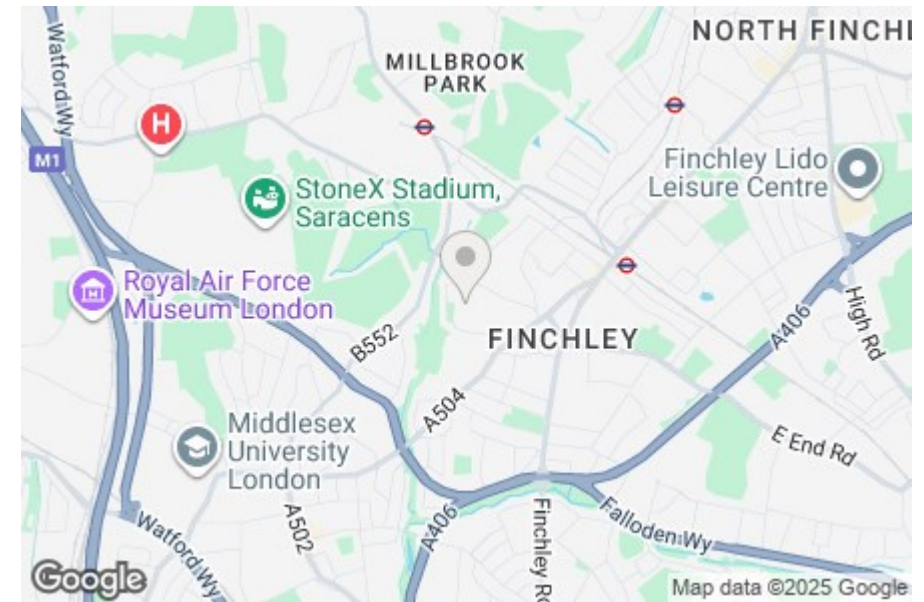 Watford Wy
MILLBROOK
PARK
NORTH FINCHL
H
M1
StoneX Stadium,
Saracens
Finchley Lido
Leisure Centre
Royal Air Force
Museum London
B552
FINCHLEY
A406
High Rd
A504
Middlesex
University
London
E End Rd
A502
Watford Wy
A406
Finchley Rd
Falloden Wy
Google
Map data ©2025 Google